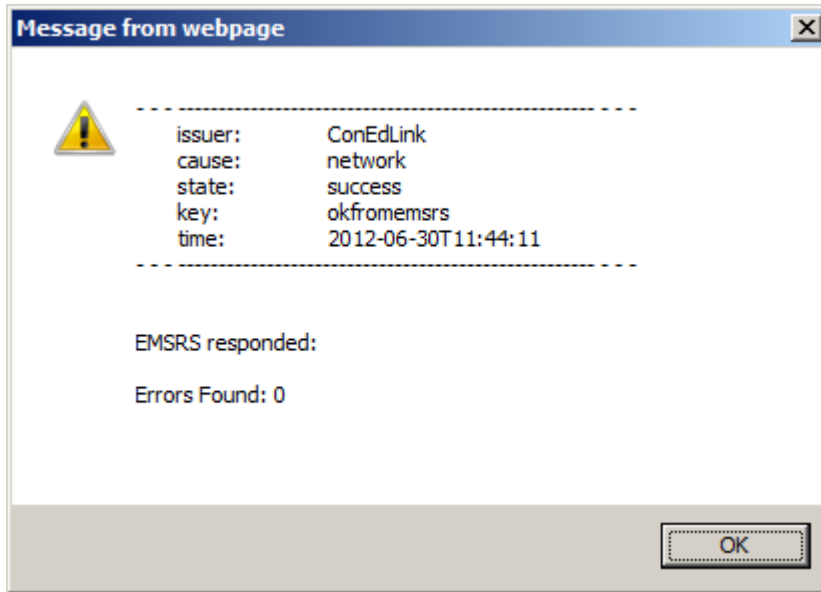 Message from webpage
- - - ------------------------------------------------------- - - -
issuer: ConEdLink
cause: network
state: success
key: okfromemsrs
time: 2012-06-30T11:44:11
- - - ------------------------------------------------------- - - -
EMSRS responded:
Errors Found: 0
OK